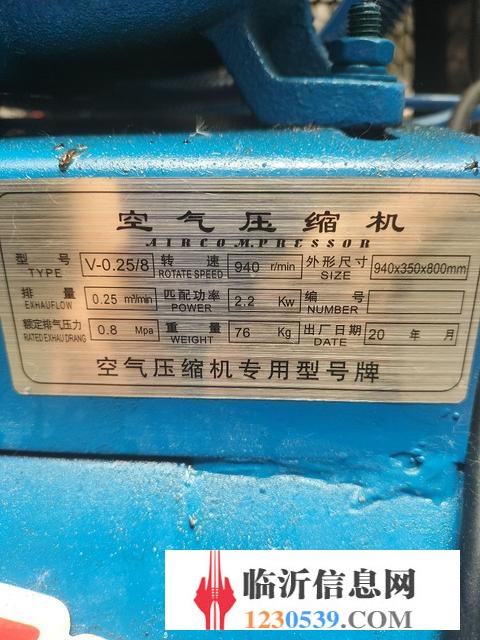 空气压缩机
AIRCOMPRESSOR
型号 V-0.25/8 转速 940 r/min 外形尺寸 940x350x800mm
TYPE ROTATE SPEED SIZE
排量 0.25 m³/min 匹配功率 2.2 Kw 编号
EXHAUFLOW POWER NUMBER
额定排气压力 0.8 Mpa 重量 76 Kg 出厂日期 20 年 月
RATED EXHAU DRANG WEIGHT DATE
空气压缩机专用型号牌
临沂信息网
1230539.com